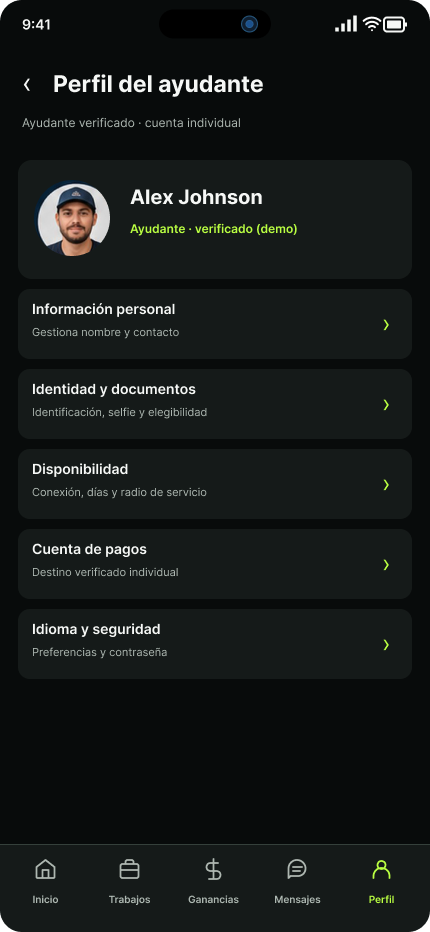 9:41
Perfil del ayudante
Ayudante verificado · cuenta individual
Alex Johnson
Ayudante · verificado (demo)
Información personal
Gestiona nombre y contacto
Identidad y documentos
Identificación, selfie y elegibilidad
Disponibilidad
Conexión, días y radio de servicio
Cuenta de pagos
Destino verificado individual
Idioma y seguridad
Preferencias y contraseña
Inicio
Trabajos
Ganancias
Mensajes
Perfil